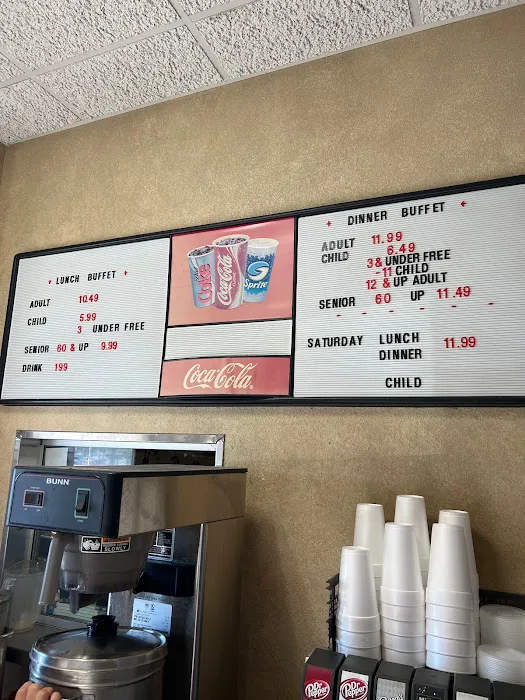 LUNCH BUFFET
ADULT 10.49
CHILD 5.99
3 UNDER FREE
SENIOR 60 & UP 9.99
DRINK 199
Coke
Coca-Cola
Sprite
Coca-Cola
DINNER BUFFET
ADULT 11.99
CHILD 6.49
3 & UNDER FREE
-11 CHILD
12 & UP ADULT
SENIOR 60 UP 11.49
- - - - - -
SATURDAY LUNCH 11.99
DINNER
CHILD
BUNN
Dr Pepper
Dr Pepper